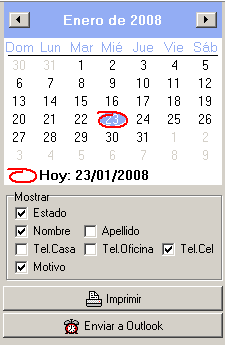 Enero de 2008
Dom Lun Mar Mié Jue Vie Sáb
30 31 1 2 3 4 5
6 7 8 9 10 11 12
13 14 15 16 17 18 19
20 21 22 23 24 25 26
27 28 29 30 31 1 2
3 4 5 6 7 8 9
Hoy: 23/01/2008
Mostrar
Estado
Nombre Apellido
Tel.Casa Tel.Oficina Tel.Cel
Motivo
Imprimir
Enviar a Outlook